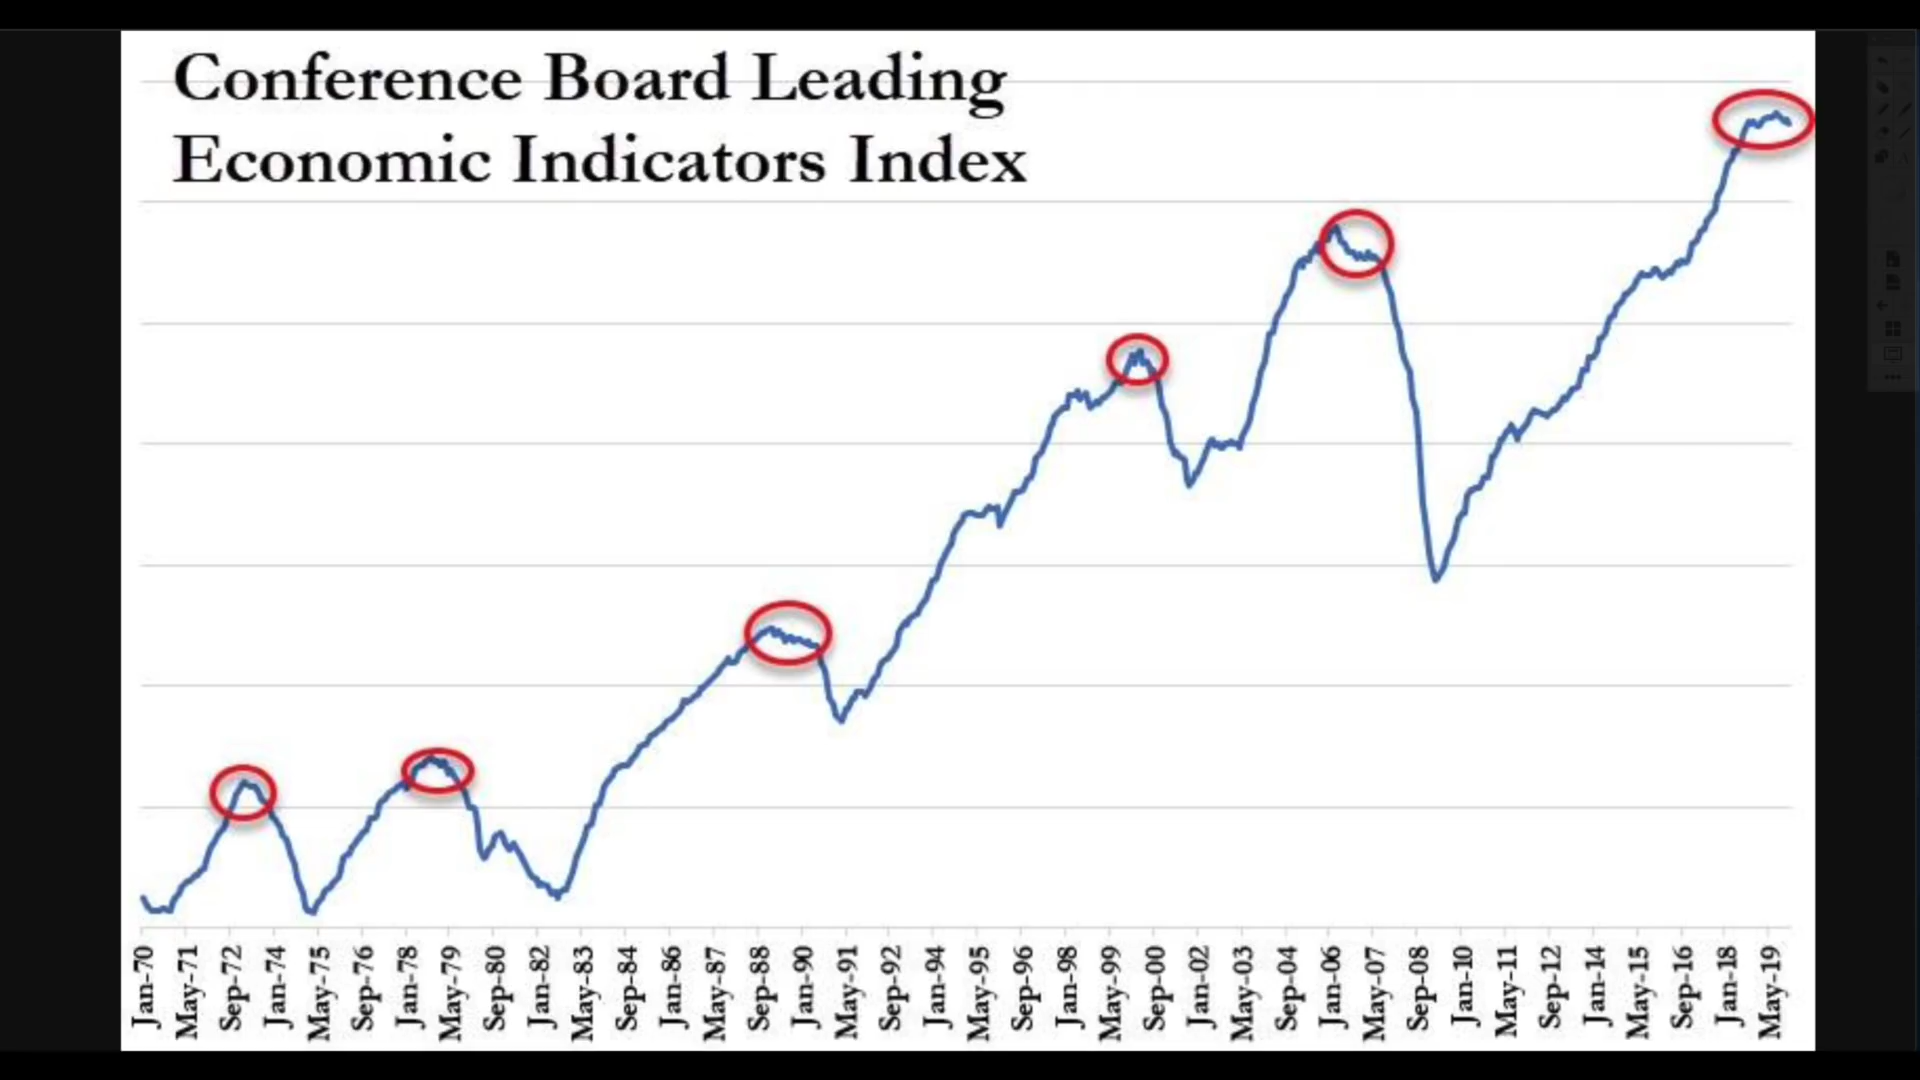 Conference Board Leading
Economic Indicators Index
Jan-70
May-71
Sep-72
Jan-74
May-75
Sep-76
Jan-78
May-79
Sep-80
Jan-82
May-83
Sep-84
Jan-86
May-87
Sep-88
Jan-90
May-91
Sep-92
Jan-94
May-95
Sep-96
Jan-98
May-99
Sep-00
Jan-02
May-03
Sep-04
Jan-06
May-07
Sep-08
Jan-10
May-11
Sep-12
Jan-14
May-15
Sep-16
Jan-18
May-19